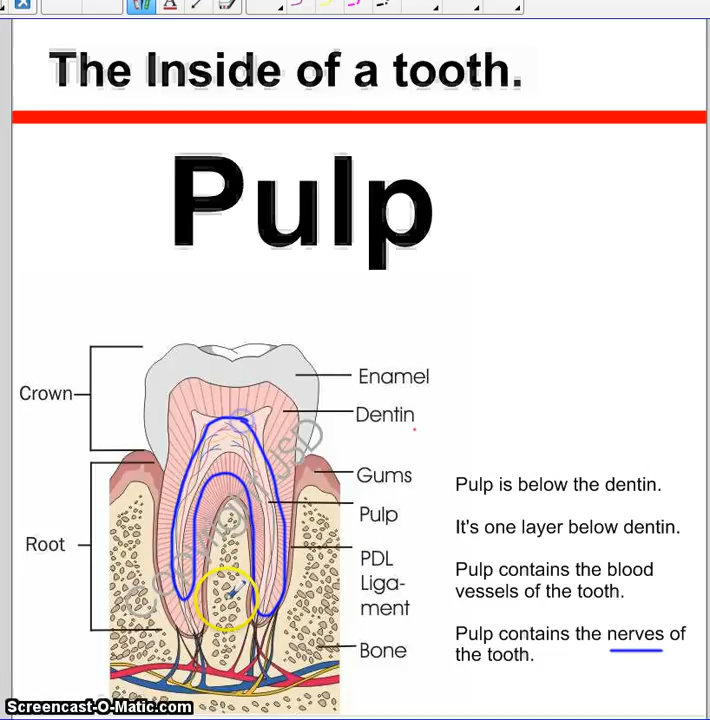 The Inside of a tooth.
Pulp
Enamel
Crown
Dentin
Gums
Pulp
Root
PDL
Liga-
ment
Bone
Pulp is below the dentin.
It's one layer below dentin.
Pulp contains the blood
vessels of the tooth.
Pulp contains the nerves of
the tooth.
Screencast-O-Matic.com